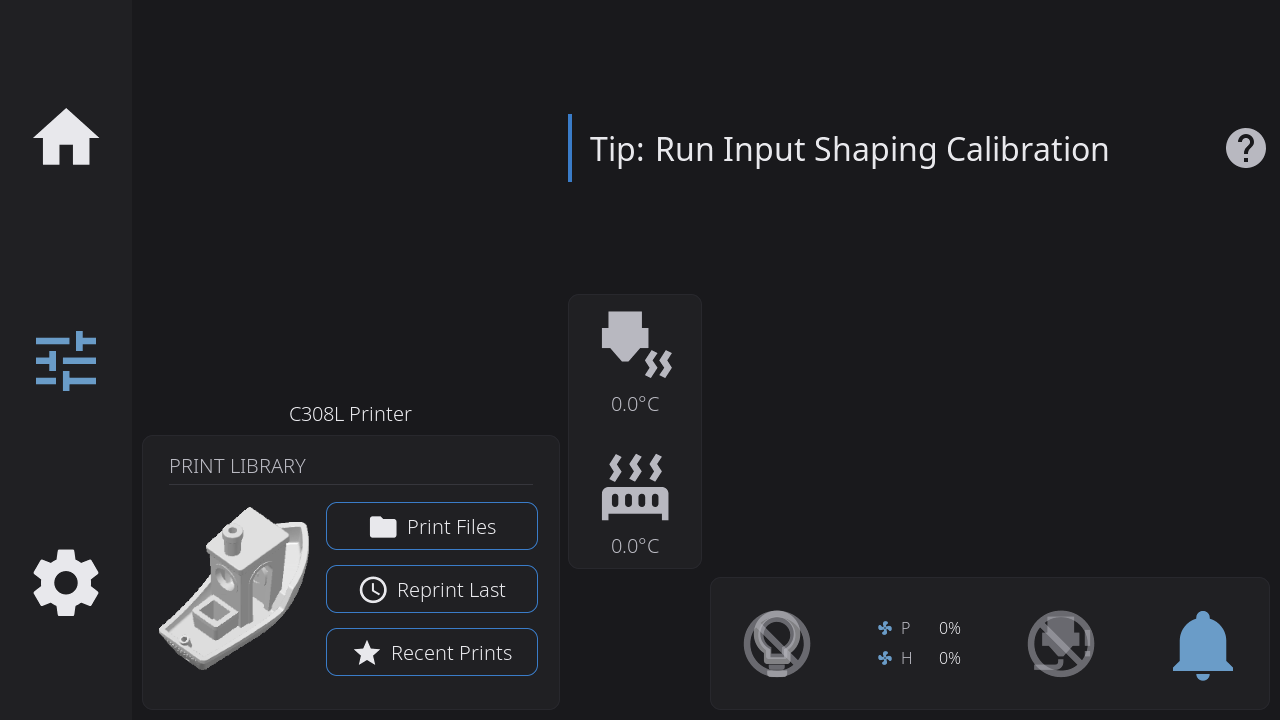 Tip: Run Input Shaping Calibration
C308L Printer
PRINT LIBRARY
Print Files
Reprint Last
Recent Prints
0.0°C
0.0°C
P 0%
H 0%